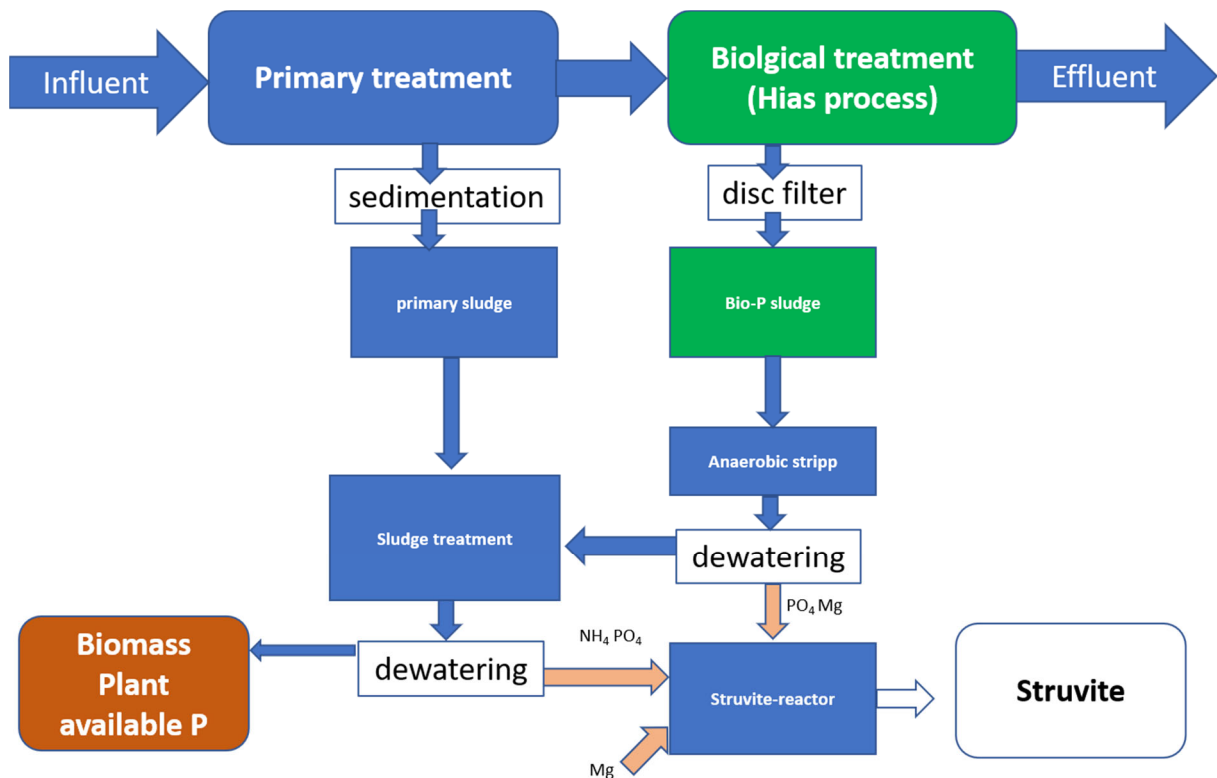 Influent
Primary treatment
Biolgical treatment
(Hias process)
Effluent
sedimentation
disc filter
primary sludge
Bio-P sludge
Anaerobic stripp
Sludge treatment
dewatering
PO₄ Mg
Biomass
Plant
available P
dewatering
NH₄ PO₄
Struvite-reactor
Struvite
Mg